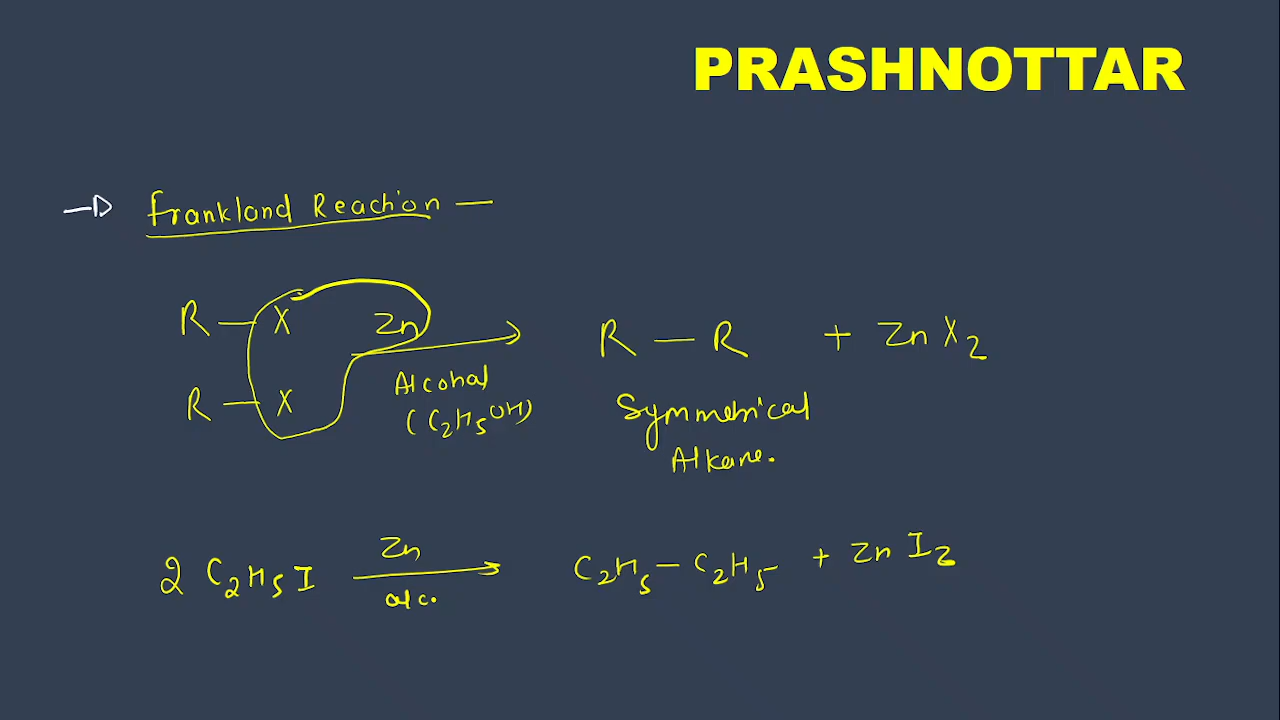 PRASHNOTTAR
Frankland Reaction —
R — X Zn R — R + Zn X₂
R — X Alcohal
(C₂H₅OH) Symmetrical
Alkane.
2 C₂H₅I Zn C₂H₅ — C₂H₅ + Zn I₂
alc.